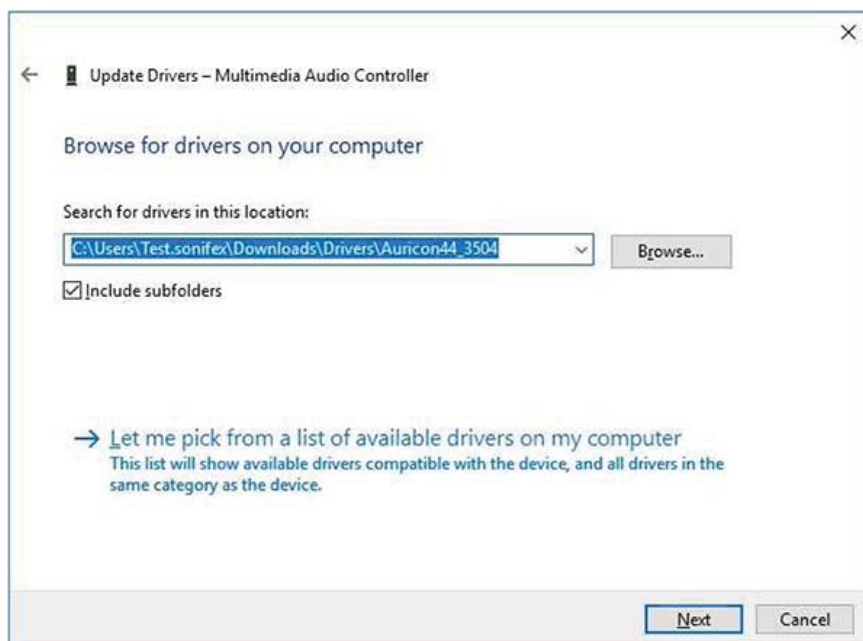 Update Drivers – Multimedia Audio Controller
Browse for drivers on your computer
Search for drivers in this location:
C:\Users\Test.sonifex\Downloads\Drivers\Auricon44_3504
Browse...
Include subfolders
Let me pick from a list of available drivers on my computer
This list will show available drivers compatible with the device, and all drivers in the
same category as the device.
Next
Cancel